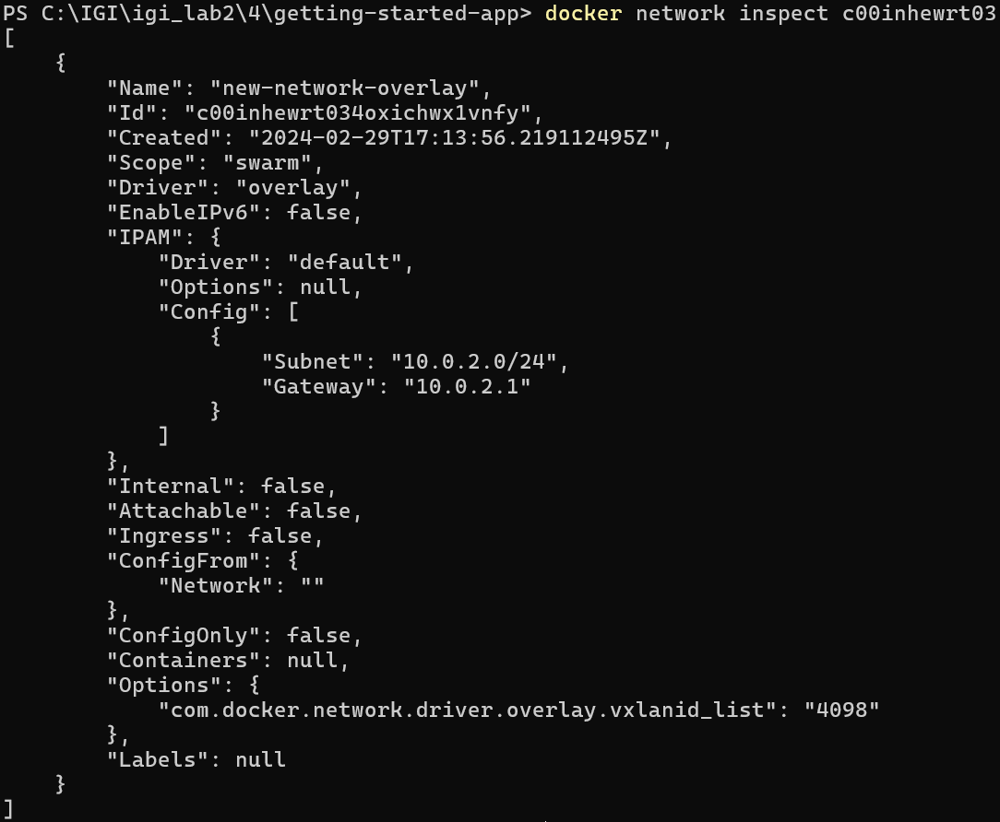 PS C:\IGI\igi_lab2\4\getting-started-app> docker network inspect c00inhewrt03
[
    {
        "Name": "new-network-overlay",
        "Id": "c00inhewrt034oxichwx1vnfy",
        "Created": "2024-02-29T17:13:56.219112495Z",
        "Scope": "swarm",
        "Driver": "overlay",
        "EnableIPv6": false,
        "IPAM": {
            "Driver": "default",
            "Options": null,
            "Config": [
                {
                    "Subnet": "10.0.2.0/24",
                    "Gateway": "10.0.2.1"
                }
            ]
        },
        "Internal": false,
        "Attachable": false,
        "Ingress": false,
        "ConfigFrom": {
            "Network": ""
        },
        "ConfigOnly": false,
        "Containers": null,
        "Options": {
            "com.docker.network.driver.overlay.vxlanid_list": "4098"
        },
        "Labels": null
    }
]